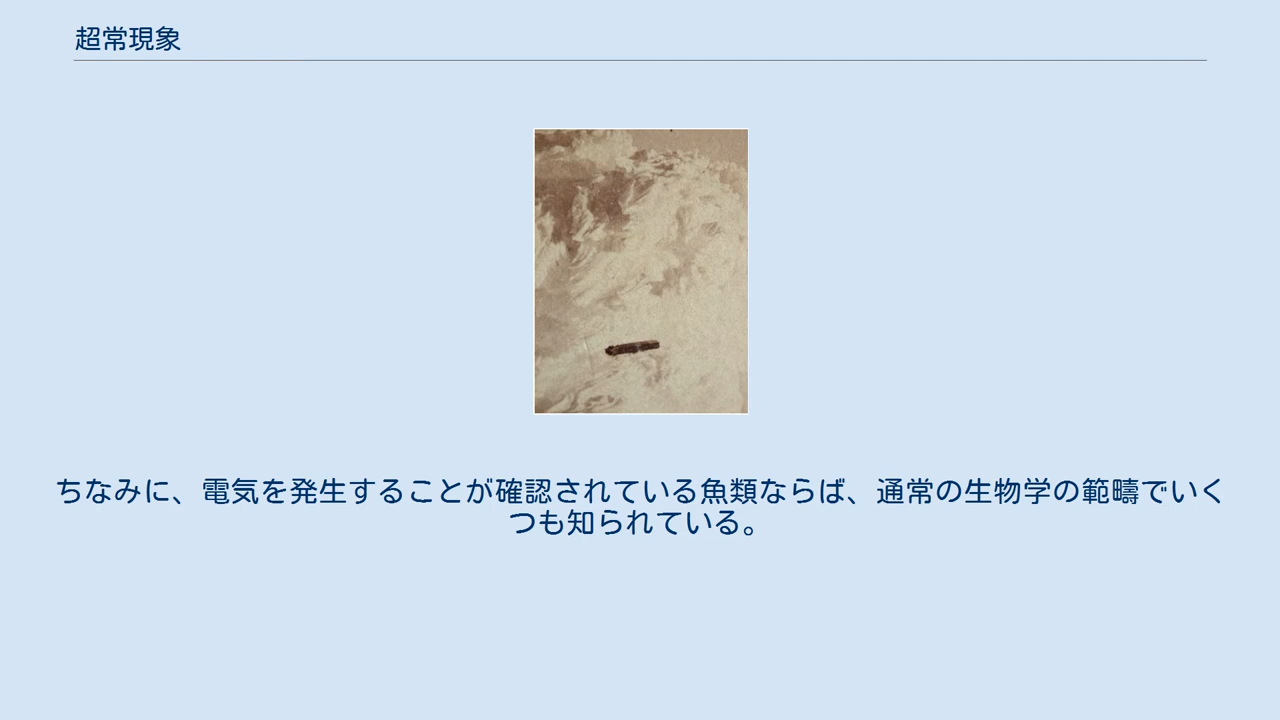 超常現象
ちなみに、電気を発生することが確認されている魚類ならば、通常の生物学の範疇でいく
つも知られている。